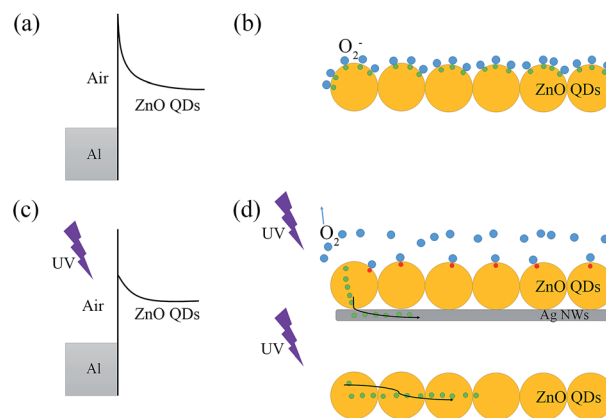 (a)
Air
ZnO QDs
Al
(b)
O₂⁻
ZnO QDs
(c)
UV
Air
ZnO QDs
Al
(d)
UV
O₂
ZnO QDs
Ag NWs
UV
ZnO QDs